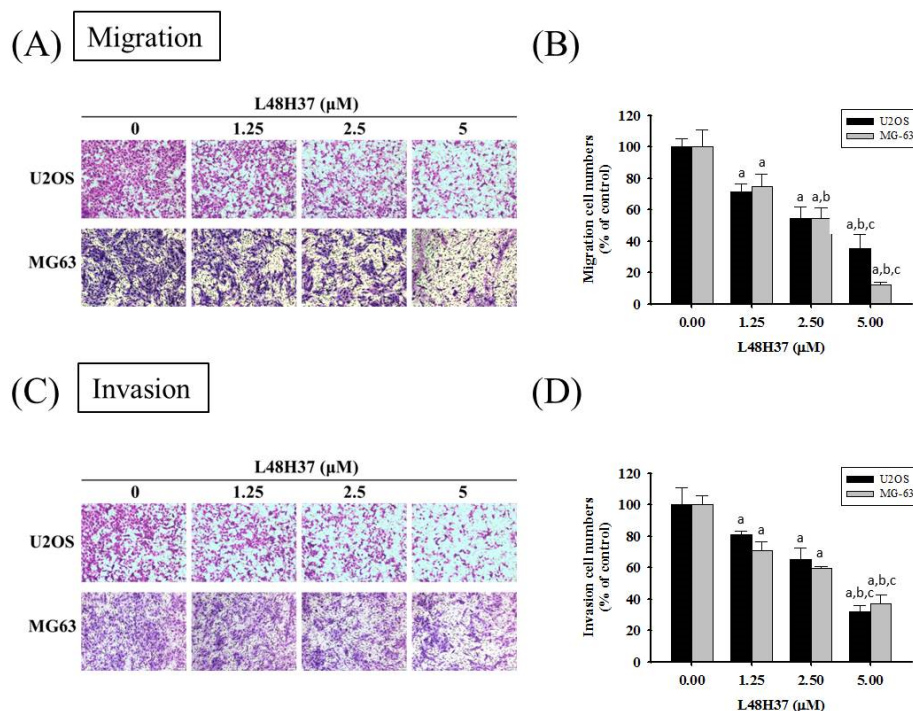 (A) Migration
L48H37 (μM)
0 1.25 2.5 5
U2OS
MG63
(B)
120
100
80
60
40
20
0
Migration cell numbers
(% of control)
U2OS
MG-63
a a
a a,b
a,b,c
a,b,c
0.00 1.25 2.50 5.00
L48H37 (μM)
(C) Invasion
L48H37 (μM)
0 1.25 2.5 5
U2OS
MG63
(D)
120
100
80
60
40
20
0
Invasion cell numbers
(% of control)
U2OS
MG-63
a
a
a
a
a,b,c
a,b,c
0.00 1.25 2.50 5.00
L48H37 (μM)